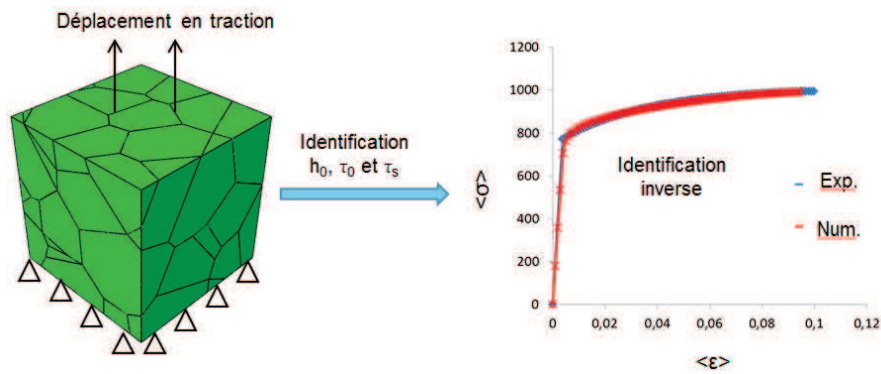 Déplacement en traction
Identification
h0, τ0 et τs
<σ>
1200
1000
800
600
400
200
0
Identification
inverse
Exp.
Num.
0
0,02
0,04
0,06
0,08
0,1
0,12
<ε>